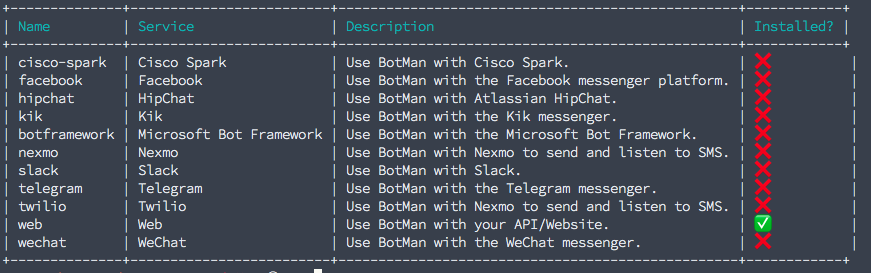 Name Service Description Installed?
cisco-spark Cisco Spark Use BotMan with Cisco Spark. ❌
facebook Facebook Use BotMan with the Facebook messenger platform. ❌
hipchat HipChat Use BotMan with Atlassian HipChat. ❌
kik Kik Use BotMan with the Kik messenger. ❌
botframework Microsoft Bot Framework Use BotMan with the Microsoft Bot Framework. ❌
nexmo Nexmo Use BotMan with Nexmo to send and listen to SMS. ❌
slack Slack Use BotMan with Slack. ❌
telegram Telegram Use BotMan with the Telegram messenger. ❌
twilio Twilio Use BotMan with Nexmo to send and listen to SMS. ❌
web Web Use BotMan with your API/Website. ✅
wechat WeChat Use BotMan with the WeChat messenger. ❌